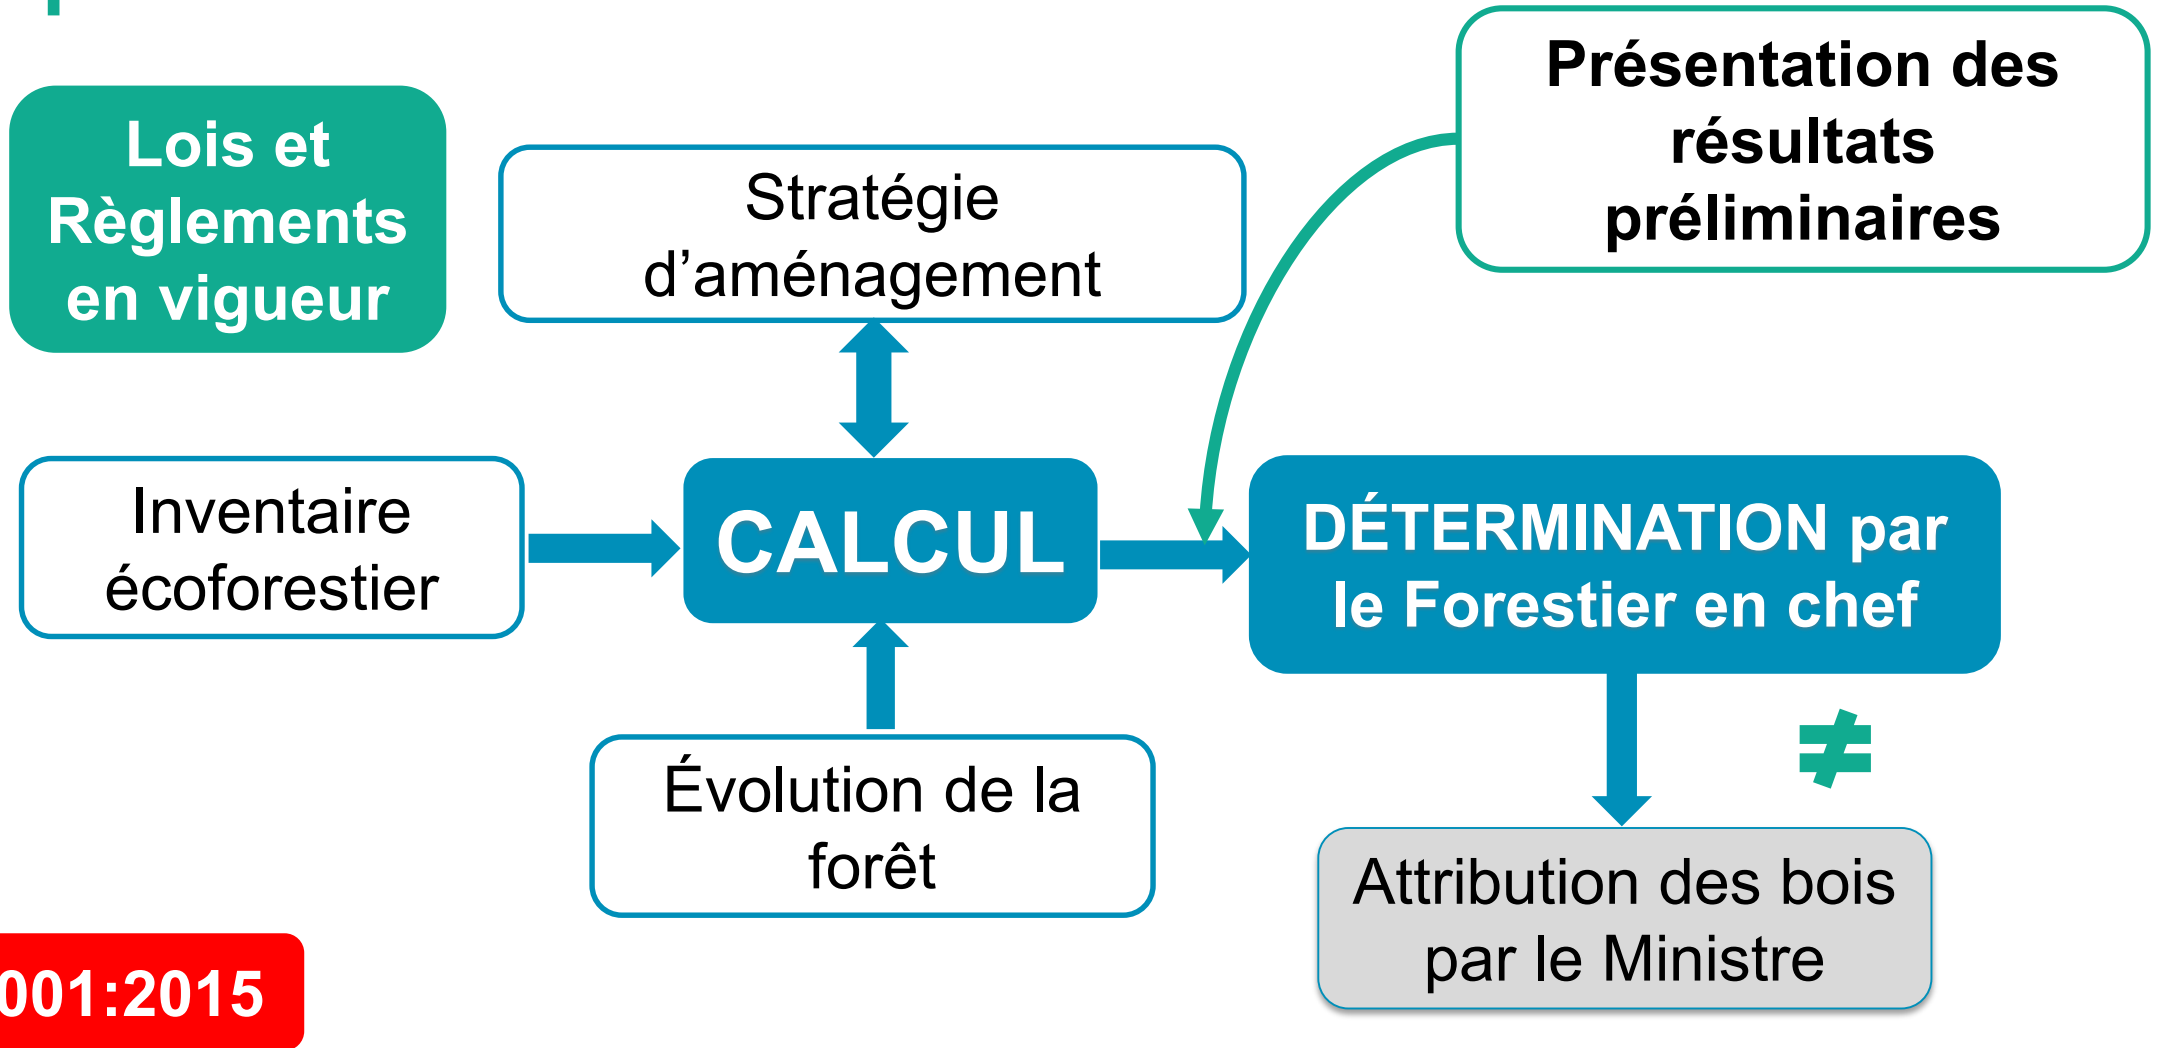 Lois et
Règlements
en vigueur
Stratégie
d’aménagement
Présentation des
résultats
préliminaires
Inventaire
écoforestier
CALCUL
DÉTERMINATION par
le Forestier en chef
≠
Évolution de la
forêt
Attribution des bois
par le Ministre
001:2015